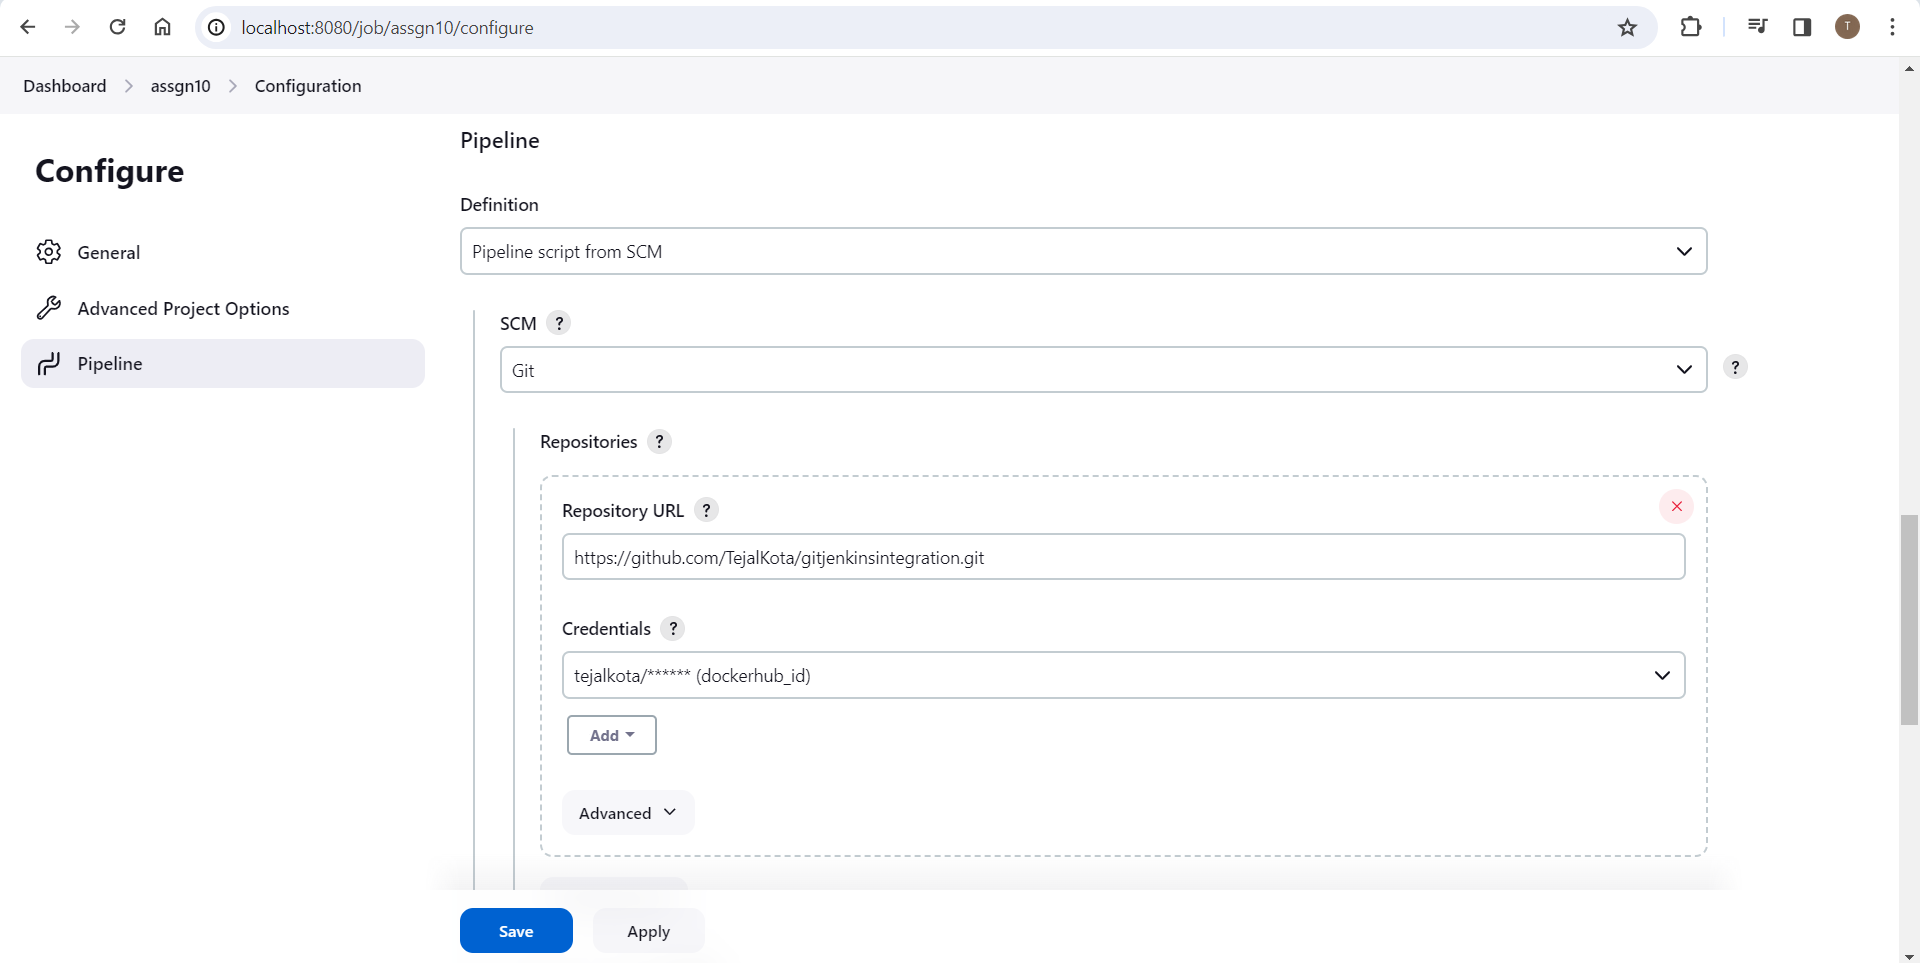 localhost:8080/job/assgn10/configure
T
Dashboard > assgn10 > Configuration
Configure
General
Advanced Project Options
Pipeline
Pipeline
Definition
Pipeline script from SCM
SCM ?
Git
?
Repositories ?
Repository URL ?
https://github.com/TejalKota/gitjenkinsintegration.git
Credentials ?
tejalkota/****** (dockerhub_id)
Add
Advanced
Save
Apply